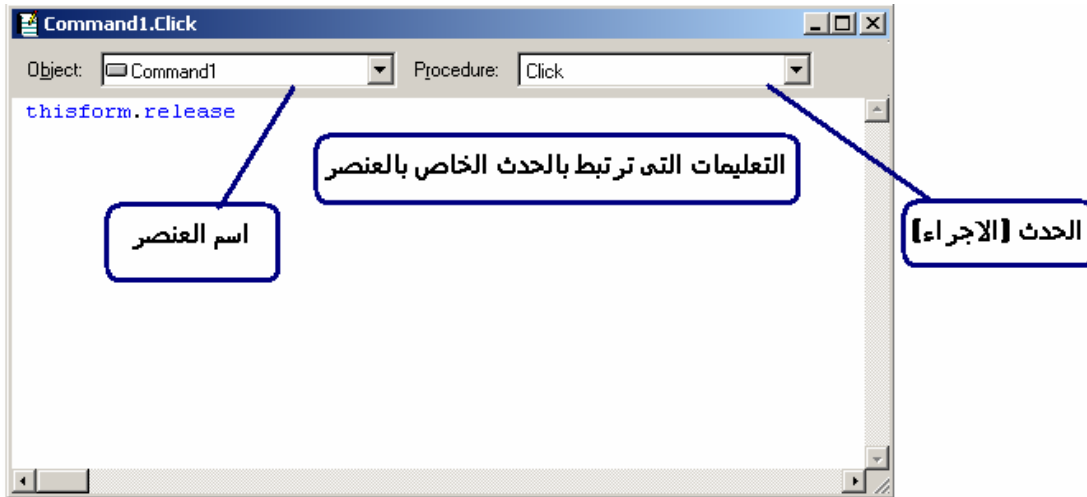 Command1.Click
Object: Command1 Procedure: Click
thisform.release
التعليمات التى ترتبط بالحدث الخاص بالعنصر
اسم العنصر
الحدث (الاجراء)